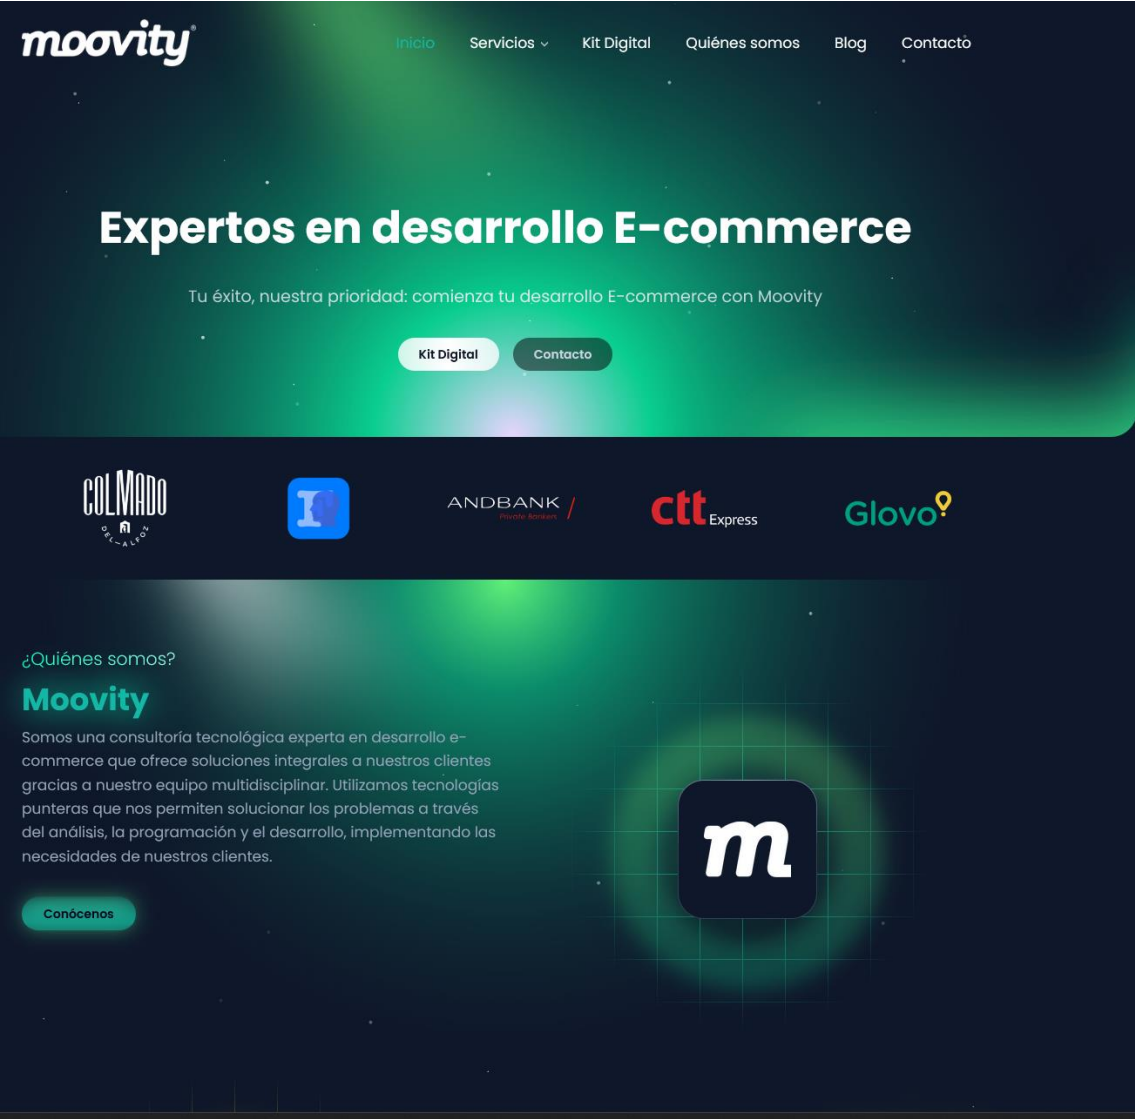 moovity®
Inicio Servicios Kit Digital Quiénes somos Blog Contacto
Expertos en desarrollo E-commerce
Tu éxito, nuestra prioridad: comienza tu desarrollo E-commerce con Moovity
Kit Digital Contacto
COLMADO
DEL-ALFOZ
ANDBANK
Private Bankers
ctt Express
Glovo
¿Quiénes somos?
Moovity
Somos una consultoría tecnológica experta en desarrollo e-
commerce que ofrece soluciones integrales a nuestros clientes
gracias a nuestro equipo multidisciplinar. Utilizamos tecnologías
punteras que nos permiten solucionar los problemas a través
del análisis, la programación y el desarrollo, implementando las
necesidades de nuestros clientes.
m
Conócenos